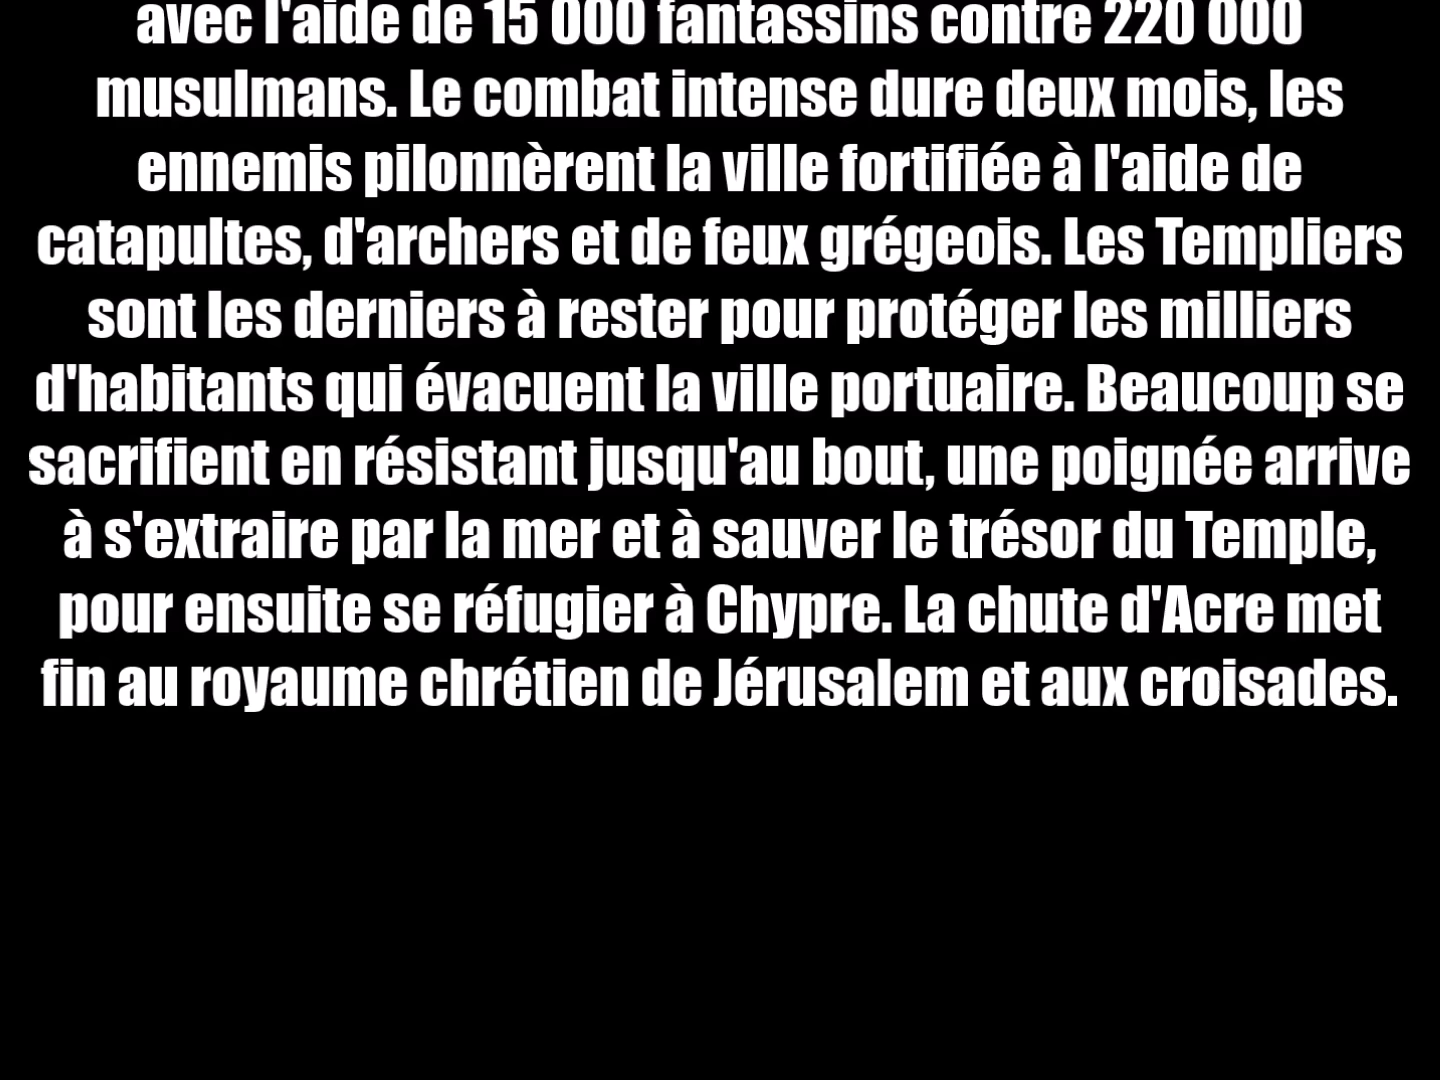 avec l'aide de 15 000 fantassins contre 220 000
musulmans. Le combat intense dure deux mois, les
ennemis pilonnèrent la ville fortifiée à l'aide de
catapultes, d'archers et de feux grégeois. Les Templiers
sont les derniers à rester pour protéger les milliers
d'habitants qui évacuent la ville portuaire. Beaucoup se
sacrifient en résistant jusqu'au bout, une poignée arrive
à s'extraire par la mer et à sauver le trésor du Temple,
pour ensuite se réfugier à Chypre. La chute d'Acre met
fin au royaume chrétien de Jérusalem et aux croisades.